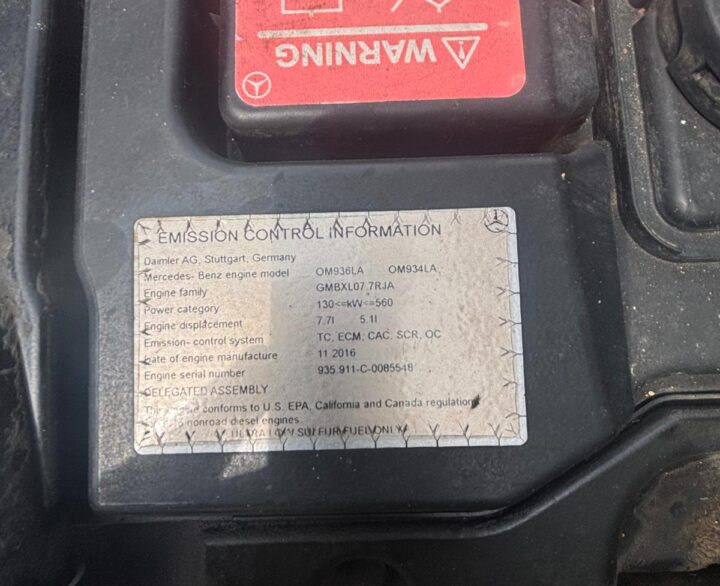 WARNING
EMISSION CONTROL INFORMATION
Daimler AG, Stuttgart, Germany
Mercedes- Benz engine model OM936LA OM934LA
Engine family GMBXL07.7RJA
Power category 130<=kW<=560
Engine displacement 7.7l 5.1l
Emission- control system TC, ECM, CAC, SCR, OC
Date of engine manufacture 11 2016
Engine serial number 935.911-C-0085548
DELEGATED ASSEMBLY
This engine conforms to U.S. EPA, California and Canada regulations
nonroad diesel engines.
ULTRA LOW SULFUR FUEL ONLY